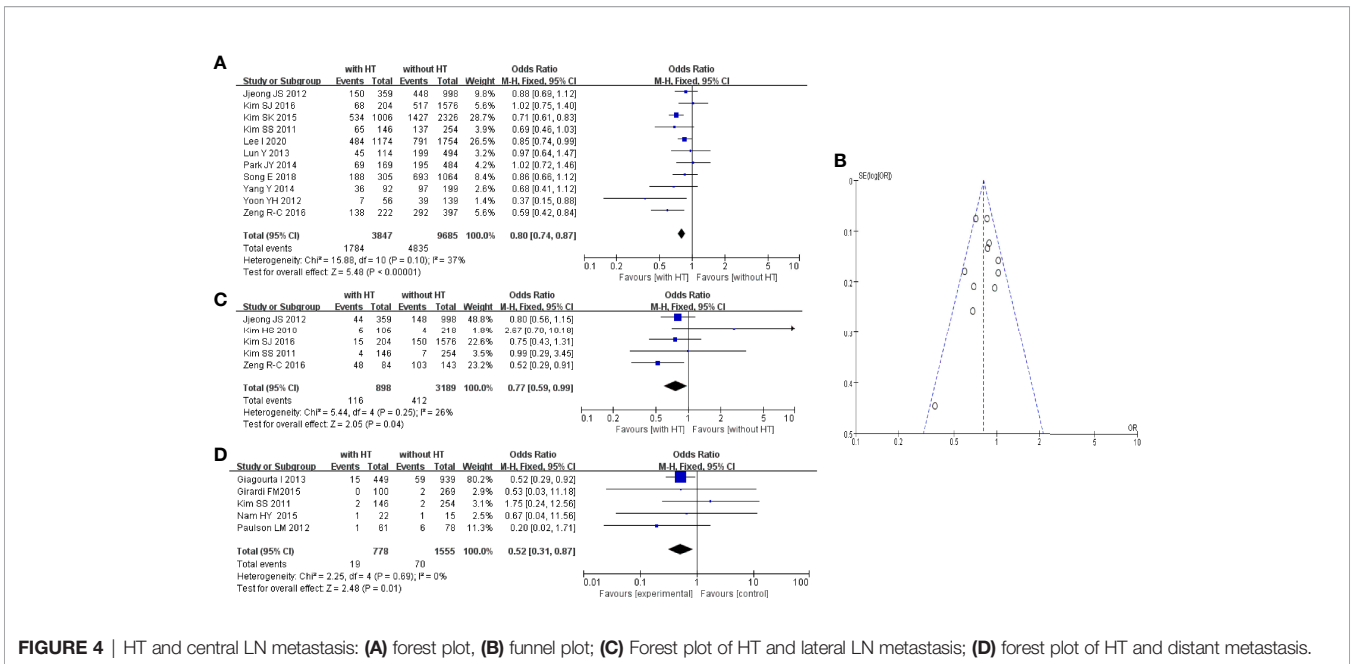 A
with HT without HT Odds Ratio Odds Ratio
Study or Subgroup Events Total Events Total Weight M-H, Fixed, 95% CI M-H, Fixed, 95% CI
Jjeong JS 2012 150 359 448 998 9.8% 0.88 [0.69, 1.12]
Kim SJ 2016 68 204 517 1576 5.6% 1.02 [0.75, 1.40]
Kim SK 2015 534 1006 1427 2326 28.7% 0.71 [0.61, 0.83]
Kim SS 2011 65 146 137 254 3.9% 0.69 [0.46, 1.03]
Lee I 2020 484 1174 791 1754 26.5% 0.85 [0.74, 0.99]
Lun Y 2013 45 114 199 494 3.2% 0.97 [0.64, 1.47]
Park JY 2014 69 169 195 484 4.2% 1.02 [0.72, 1.46]
Song E 2018 188 305 693 1064 8.6% 0.86 [0.66, 1.12]
Yang Y 2014 36 92 97 199 2.6% 0.68 [0.41, 1.12]
Yoon YH 2012 7 56 39 139 1.2% 0.37 [0.15, 0.88]
Zeng R-C 2016 138 222 292 397 5.6% 0.59 [0.42, 0.84]
Total (95% CI) 3847 9685 100.0% 0.80 [0.74, 0.87]
Total events 1784 4835
Heterogeneity: Chi² = 15.88, df = 10 (P = 0.10); I² = 37%
Test for overall effect: Z = 5.48 (P < 0.00001)
0.1 0.2 0.5 1 2 5 10
Favours [with HT] Favours [without HT]
B
SE(log[OR])
0
0.1
0.2
0.3
0.4
0.5
OR
0.1 0.2 0.5 1 2 5 10
C
with HT without HT Odds Ratio Odds Ratio
Study or Subgroup Events Total Events Total Weight M-H, Fixed, 95% CI M-H, Fixed, 95% CI
Jjeong JS 2012 44 359 148 998 48.8% 0.80 [0.56, 1.15]
Kim HS 2010 6 106 4 218 1.8% 2.67 [0.70, 10.18]
Kim SJ 2016 15 204 150 1576 22.6% 0.75 [0.43, 1.31]
Kim SS 2011 4 146 7 254 3.5% 0.99 [0.29, 3.45]
Zeng R-C 2016 48 84 103 143 23.2% 0.52 [0.29, 0.91]
Total (95% CI) 898 3189 100.0% 0.77 [0.59, 0.99]
Total events 116 412
Heterogeneity: Chi² = 5.44, df = 4 (P = 0.25); I² = 26%
Test for overall effect: Z = 2.05 (P = 0.04)
0.1 0.2 0.5 1 2 5 10
Favours [with HT] Favours [without HT]
D
with HT without HT Odds Ratio Odds Ratio
Study or Subgroup Events Total Events Total Weight M-H, Fixed, 95% CI M-H, Fixed, 95% CI
Giagourta I 2013 15 449 59 939 80.2% 0.52 [0.29, 0.92]
Girardi FM2015 0 100 2 269 2.9% 0.53 [0.03, 11.18]
Kim SS 2011 2 146 2 254 3.1% 1.75 [0.24, 12.56]
Nam HY 2015 1 22 1 15 2.5% 0.67 [0.04, 11.56]
Paulson LM 2012 1 61 6 78 11.3% 0.20 [0.02, 1.71]
Total (95% CI) 778 1555 100.0% 0.52 [0.31, 0.87]
Total events 19 70
Heterogeneity: Chi² = 2.25, df = 4 (P = 0.69); I² = 0%
Test for overall effect: Z = 2.48 (P = 0.01)
0.01 0.1 1 10 100
Favours [experimental] Favours [control]
FIGURE 4 | HT and central LN metastasis: (A) forest plot, (B) funnel plot; (C) Forest plot of HT and lateral LN metastasis; (D) forest plot of HT and distant metastasis.